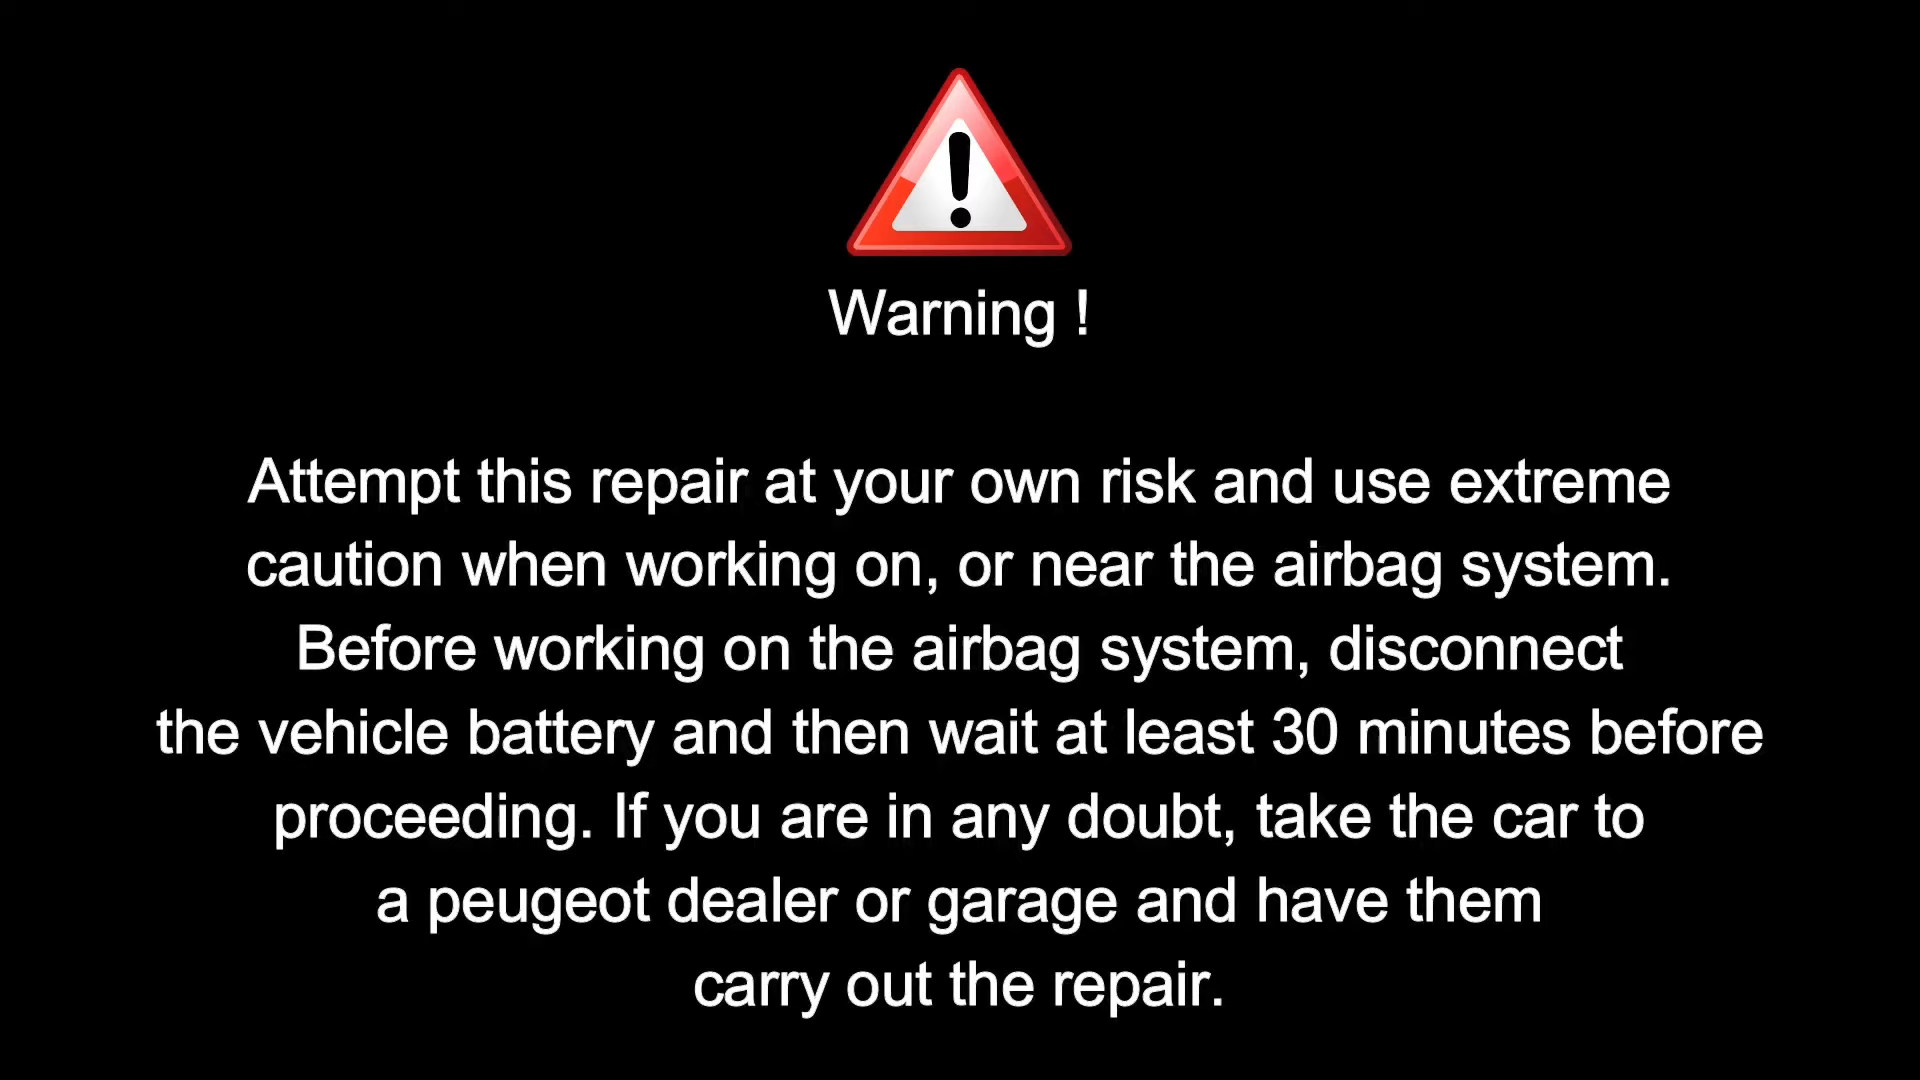 Warning !
Attempt this repair at your own risk and use extreme
caution when working on, or near the airbag system.
Before working on the airbag system, disconnect
the vehicle battery and then wait at least 30 minutes before
proceeding. If you are in any doubt, take the car to
a peugeot dealer or garage and have them
carry out the repair.